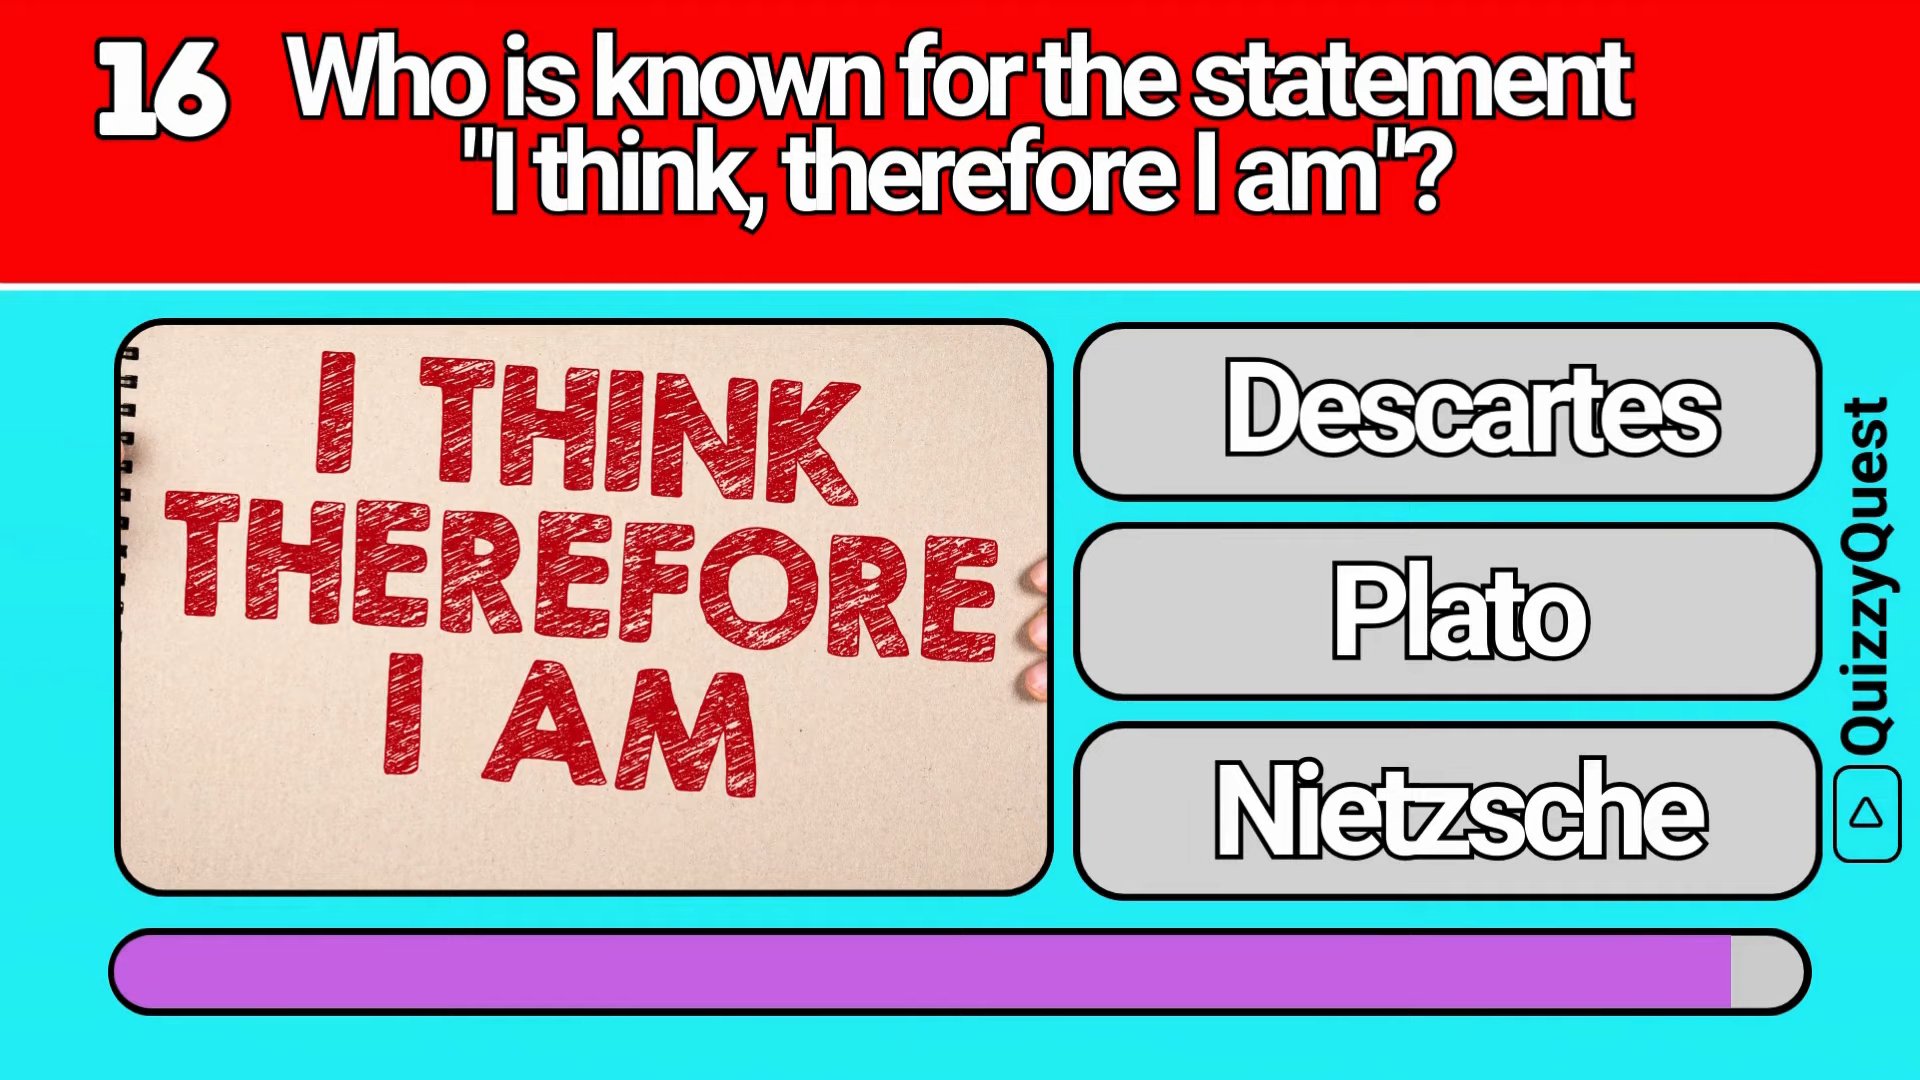 16
Who is known for the statement
"I think, therefore I am"?
I THINK
THEREFORE
I AM
Descartes
Plato
Nietzsche
QuizzyQuest